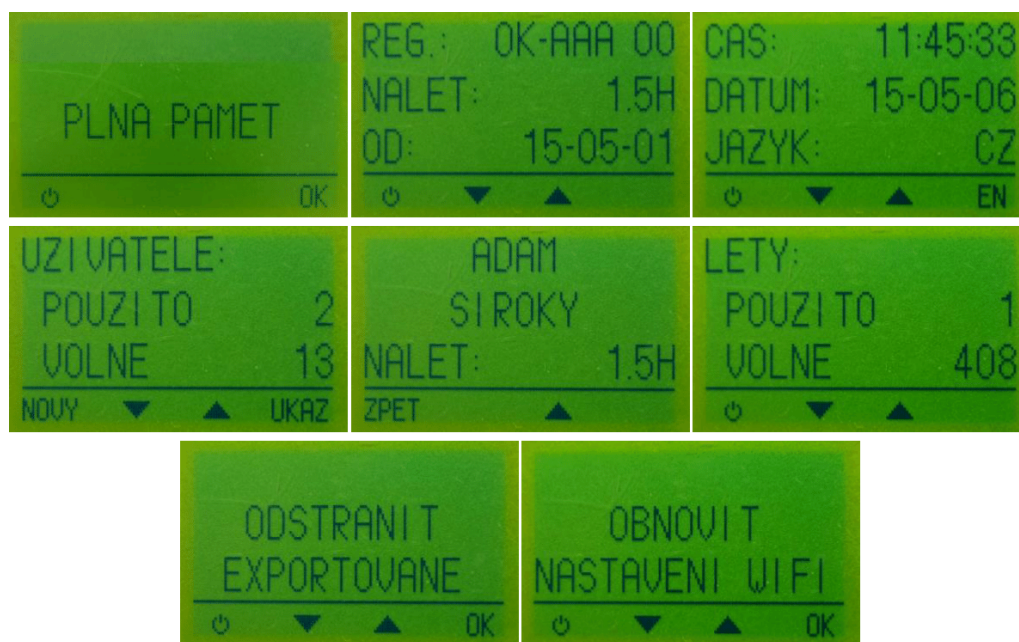 PLNA PAMET
OK
REG.: OK-AAA 00
NALET: 1.5H
OD: 15-05-01
CAS: 11:45:33
DATUM: 15-05-06
JAZYK: CZ
EN
UZIVATELE:
POUZITO 2
VOLNE 13
NOVY UKAZ
ADAM
SIROKY
NALET: 1.5H
ZPET
LETY:
POUZITO 1
VOLNE 408
ODSTRANIT
EXPORTOVANE
OK
OBNOVIT
NASTAVENI WIFI
OK